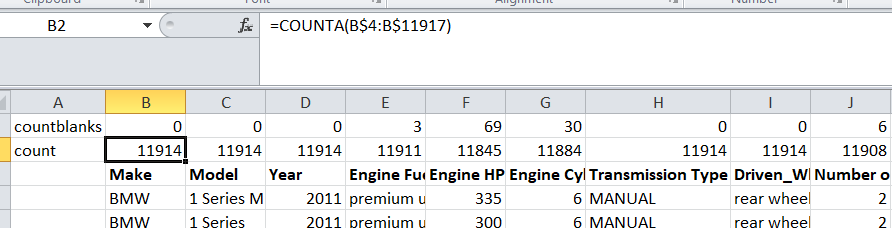 Clipboard Font Alignment Number
B2 fx =COUNTA(B$4:B$11917)
A B C D E F G H I J
countblanks 0 0 0 3 69 30 0 0 6
count 11914 11914 11914 11911 11845 11884 11914 11914 11908
Make Model Year Engine Fue Engine HP Engine Cyl Transmission Type Driven_Wh Number o
BMW 1 Series M 2011 premium u 335 6 MANUAL rear wheel 2
BMW 1 Series 2011 premium u 300 6 MANUAL rear wheel 2